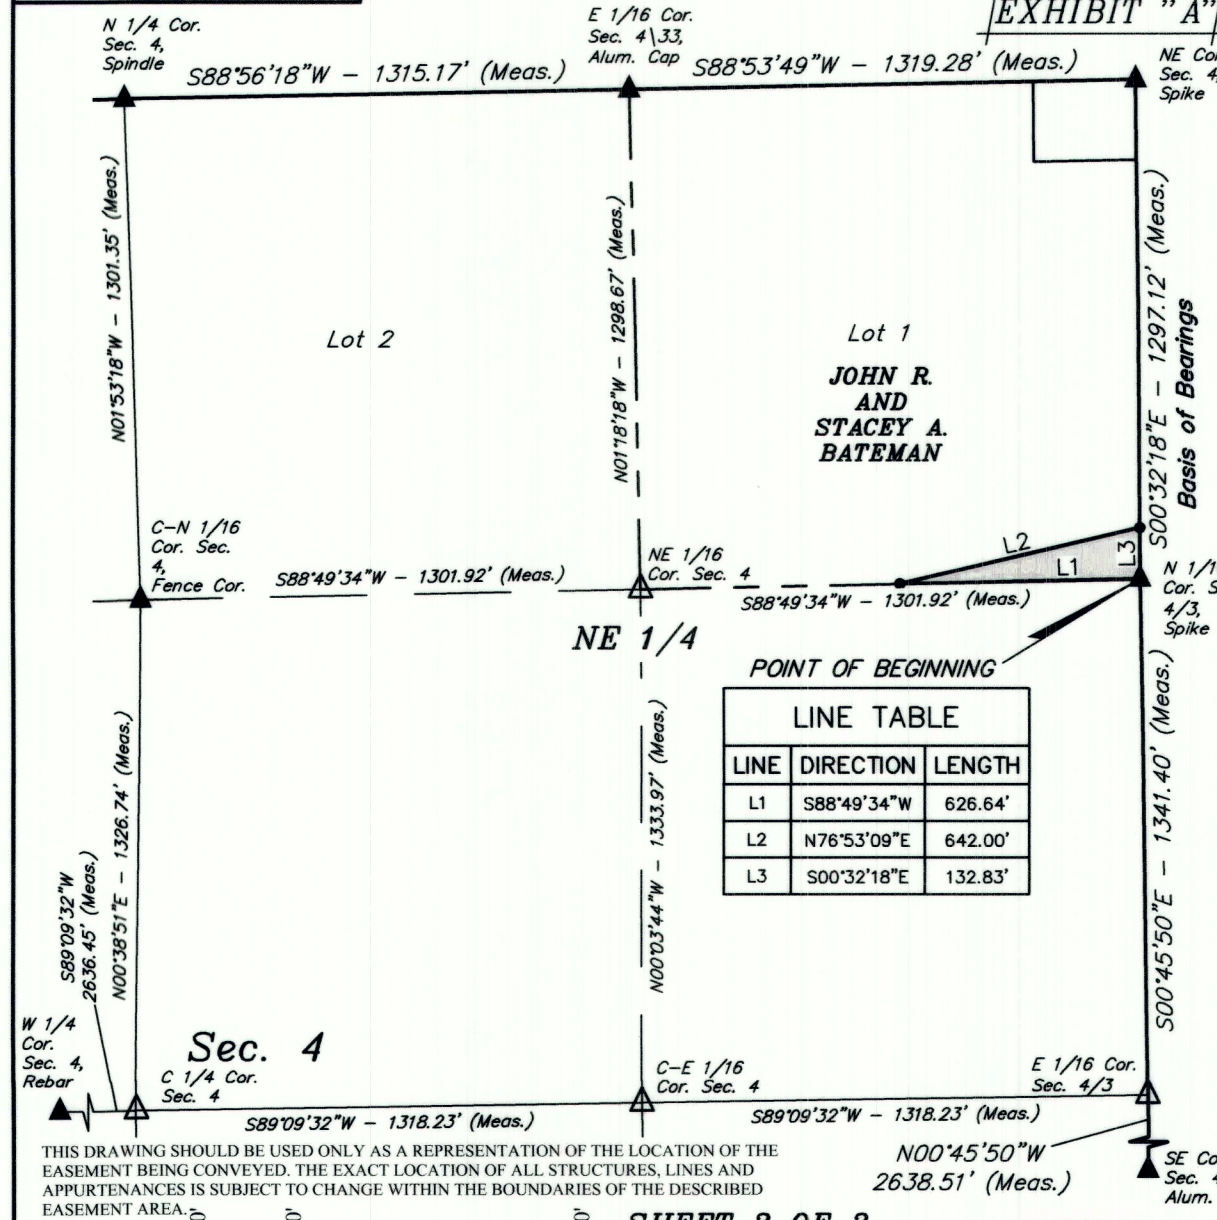 EXHIBIT "A"
N 1/4 Cor.
Sec. 4,
Spindle
E 1/16 Cor.
Sec. 4\33,
Alum. Cap
Sec. 4,
Spike
S88°56'18"W – 1315.17' (Meas.)
S88°53'49"W – 1319.28' (Meas.)
N01°53'18"W – 1301.35' (Meas.)
N01°18'18"W – 1298.67' (Meas.)
S00°32'18"E – 1297.12' (Meas.)
Basis of Bearings
Lot 2
Lot 1
JOHN R.
AND
STACEY A.
BATEMAN
C–N 1/16
Cor. Sec.
4,
Fence Cor.
S88°49'34"W – 1301.92' (Meas.)
NE 1/16
Cor. Sec. 4
L2
L1
L3
S88°49'34"W – 1301.92' (Meas.)
Cor.
4/3,
Spike
NE 1/4
POINT OF BEGINNING
LINE TABLE
LINE DIRECTION LENGTH
L1 S88°49'34"W 626.64'
L2 N76°53'09"E 642.00'
L3 S00°32'18"E 132.83'
N00°38'51"E – 1326.74' (Meas.)
N00°03'44"W – 1333.97' (Meas.)
S00°45'50"E – 1341.40' (Meas.)
S89°09'32"W
2636.45' (Meas.)
W 1/4
Cor.
Sec. 4,
Rebar
Sec. 4
C 1/4 Cor.
Sec. 4
C–E 1/16
Cor. Sec. 4
E 1/16 Cor.
Sec. 4/3
S89°09'32"W – 1318.23' (Meas.)
S89°09'32"W – 1318.23' (Meas.)
N00°45'50"W
2638.51' (Meas.)
SE
Sec.
Alum.
THIS DRAWING SHOULD BE USED ONLY AS A REPRESENTATION OF THE LOCATION OF THE
EASEMENT BEING CONVEYED. THE EXACT LOCATION OF ALL STRUCTURES, LINES AND
APPURTENANCES IS SUBJECT TO CHANGE WITHIN THE BOUNDARIES OF THE DESCRIBED
EASEMENT AREA.